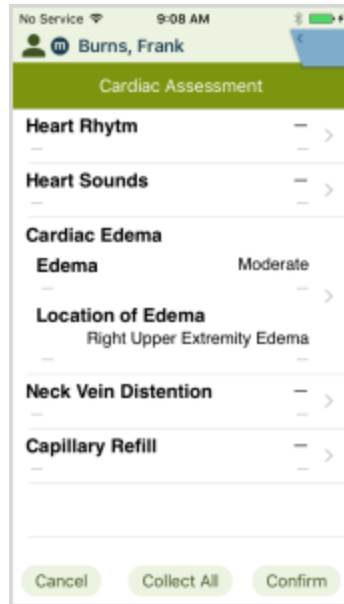 No Service 9:08 AM
m Burns, Frank
Cardiac Assessment
Heart Rhytm —
— —
Heart Sounds —
— —
Cardiac Edema
Edema Moderate
— —
Location of Edema
Right Upper Extremity Edema
— —
Neck Vein Distention —
— —
Capillary Refill —
— —
Cancel Collect All Confirm